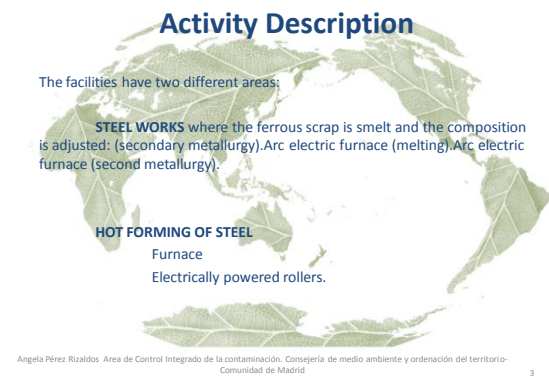 Activity Description
The facilities have two different areas:
STEEL WORKS where the ferrous scrap is smelt and the composition
is adjusted: (secondary metallurgy).Arc electric furnace (melting).Arc electric
furnace (second metallurgy).
HOT FORMING OF STEEL
Furnace
Electrically powered rollers.
Angela Pérez Rizaldos Area de Control Integrado de la contaminación. Consejería de medio ambiente y ordenación del territorio-
Comunidad de Madrid
3